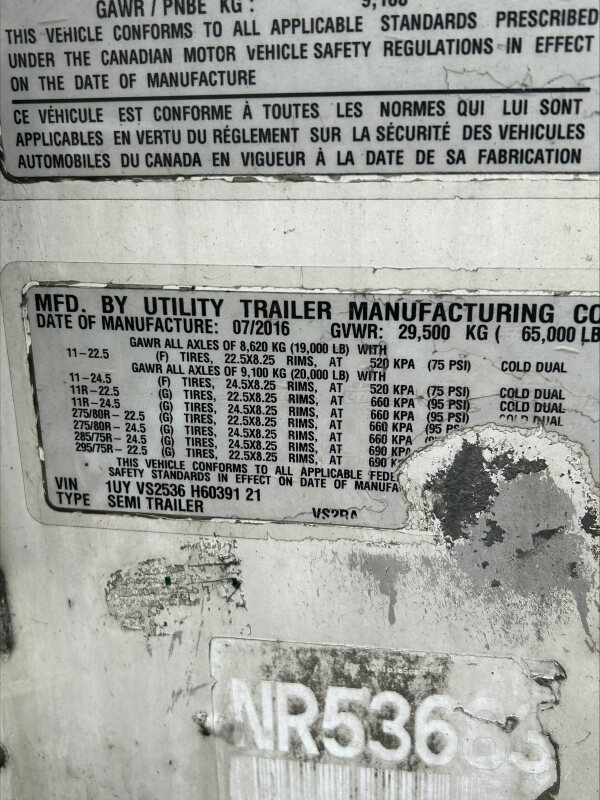 GAWR / PNBE KG : 9,100
THIS VEHICLE CONFORMS TO ALL APPLICABLE STANDARDS PRESCRIBED
UNDER THE CANADIAN MOTOR VEHICLE SAFETY REGULATIONS IN EFFECT
ON THE DATE OF MANUFACTURE
CE VÉHICULE EST CONFORME À TOUTES LES NORMES QUI LUI SONT
APPLICABLES EN VERTU DU RÉGLEMENT SUR LA SÉCURITÉ DES VEHICULES
AUTOMOBILES DU CANADA EN VIGUEUR À LA DATE DE SA FABRICATION
MFD. BY UTILITY TRAILER MANUFACTURING CO
DATE OF MANUFACTURE: 07/2016 GVWR: 29,500 KG ( 65,000 LB
GAWR ALL AXLES OF 8,620 KG (19,000 LB) WITH
11-22.5 (F) TIRES, 22.5X8.25 RIMS, AT 520 KPA (75 PSI) COLD DUAL
GAWR ALL AXLES OF 9,100 KG (20,000 LB) WITH
11-24.5 (F) TIRES, 24.5X8.25 RIMS, AT 520 KPA (75 PSI) COLD DUAL
11R-22.5 (G) TIRES, 22.5X8.25 RIMS, AT 660 KPA (95 PSI) COLD DUAL
11R-24.5 (G) TIRES, 24.5X8.25 RIMS, AT 660 KPA (95 PSI) COLD DUAL
275/80R-22.5 (G) TIRES, 22.5X8.25 RIMS, AT 660 KPA (95
275/80R-24.5 (G) TIRES, 24.5X8.25 RIMS, AT 660 KPA
285/75R-24.5 (G) TIRES, 24.5X8.25 RIMS, AT 690 KPA
295/75R-22.5 (G) TIRES, 22.5X8.25 RIMS, AT 690 K
THIS VEHICLE CONFORMS TO ALL APPLICABLE FEDE
SAFETY STANDARDS IN EFFECT ON DATE OF MANUFA
VIN 1UY VS2536 H60391 21
TYPE SEMI TRAILER VS2RA
NR53663